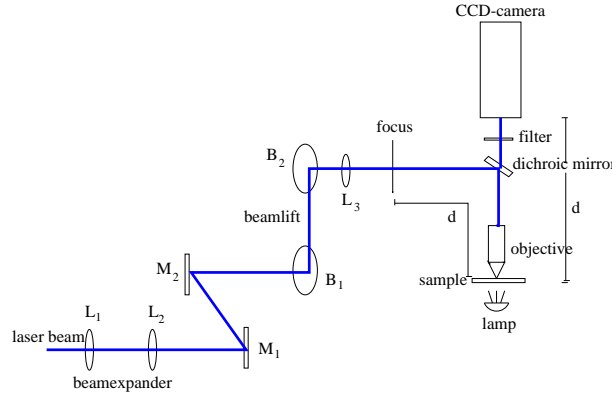 CCD-camera
focus
filter
B2
dichroic mirror
L3
beamlift
d
d
objective
M2
B1
sample
L1
L2
lamp
laser beam
M1
beamexpander